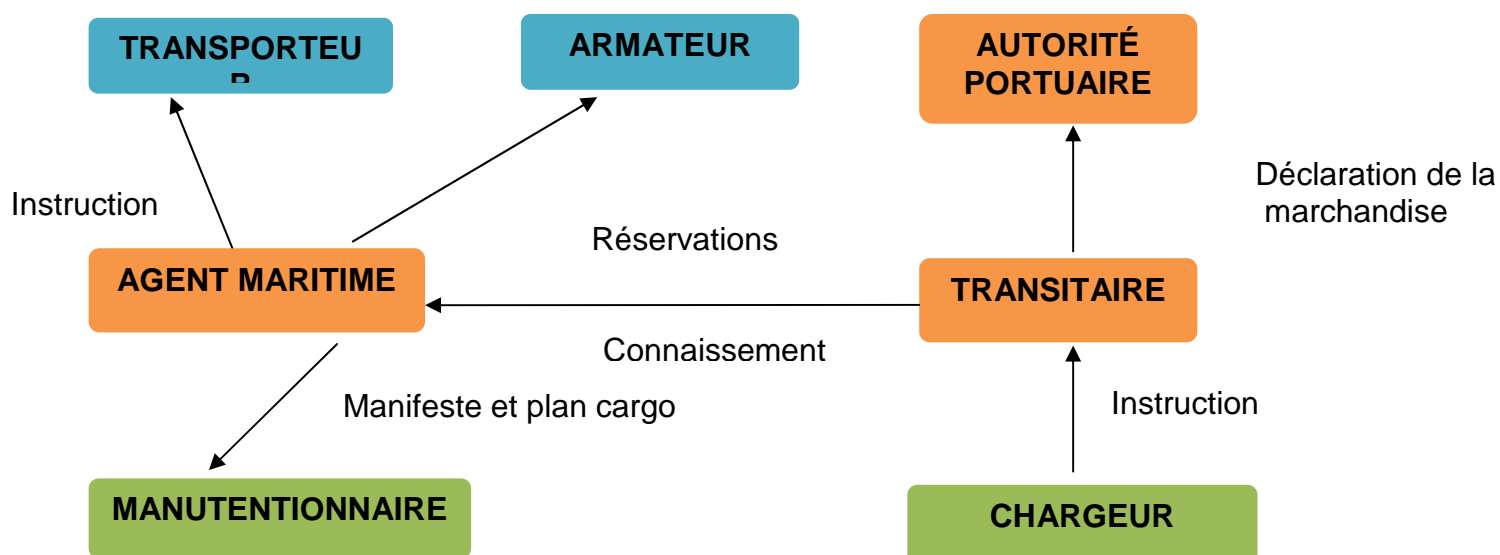 TRANSPORTEU
R
ARMATEUR
AUTORITÉ
PORTUAIRE
Déclaration de la
marchandise
Instruction
Réservations
AGENT MARITIME
TRANSITAIRE
Connaissement
Manifeste et plan cargo
Instruction
MANUTENTIONNAIRE
CHARGEUR